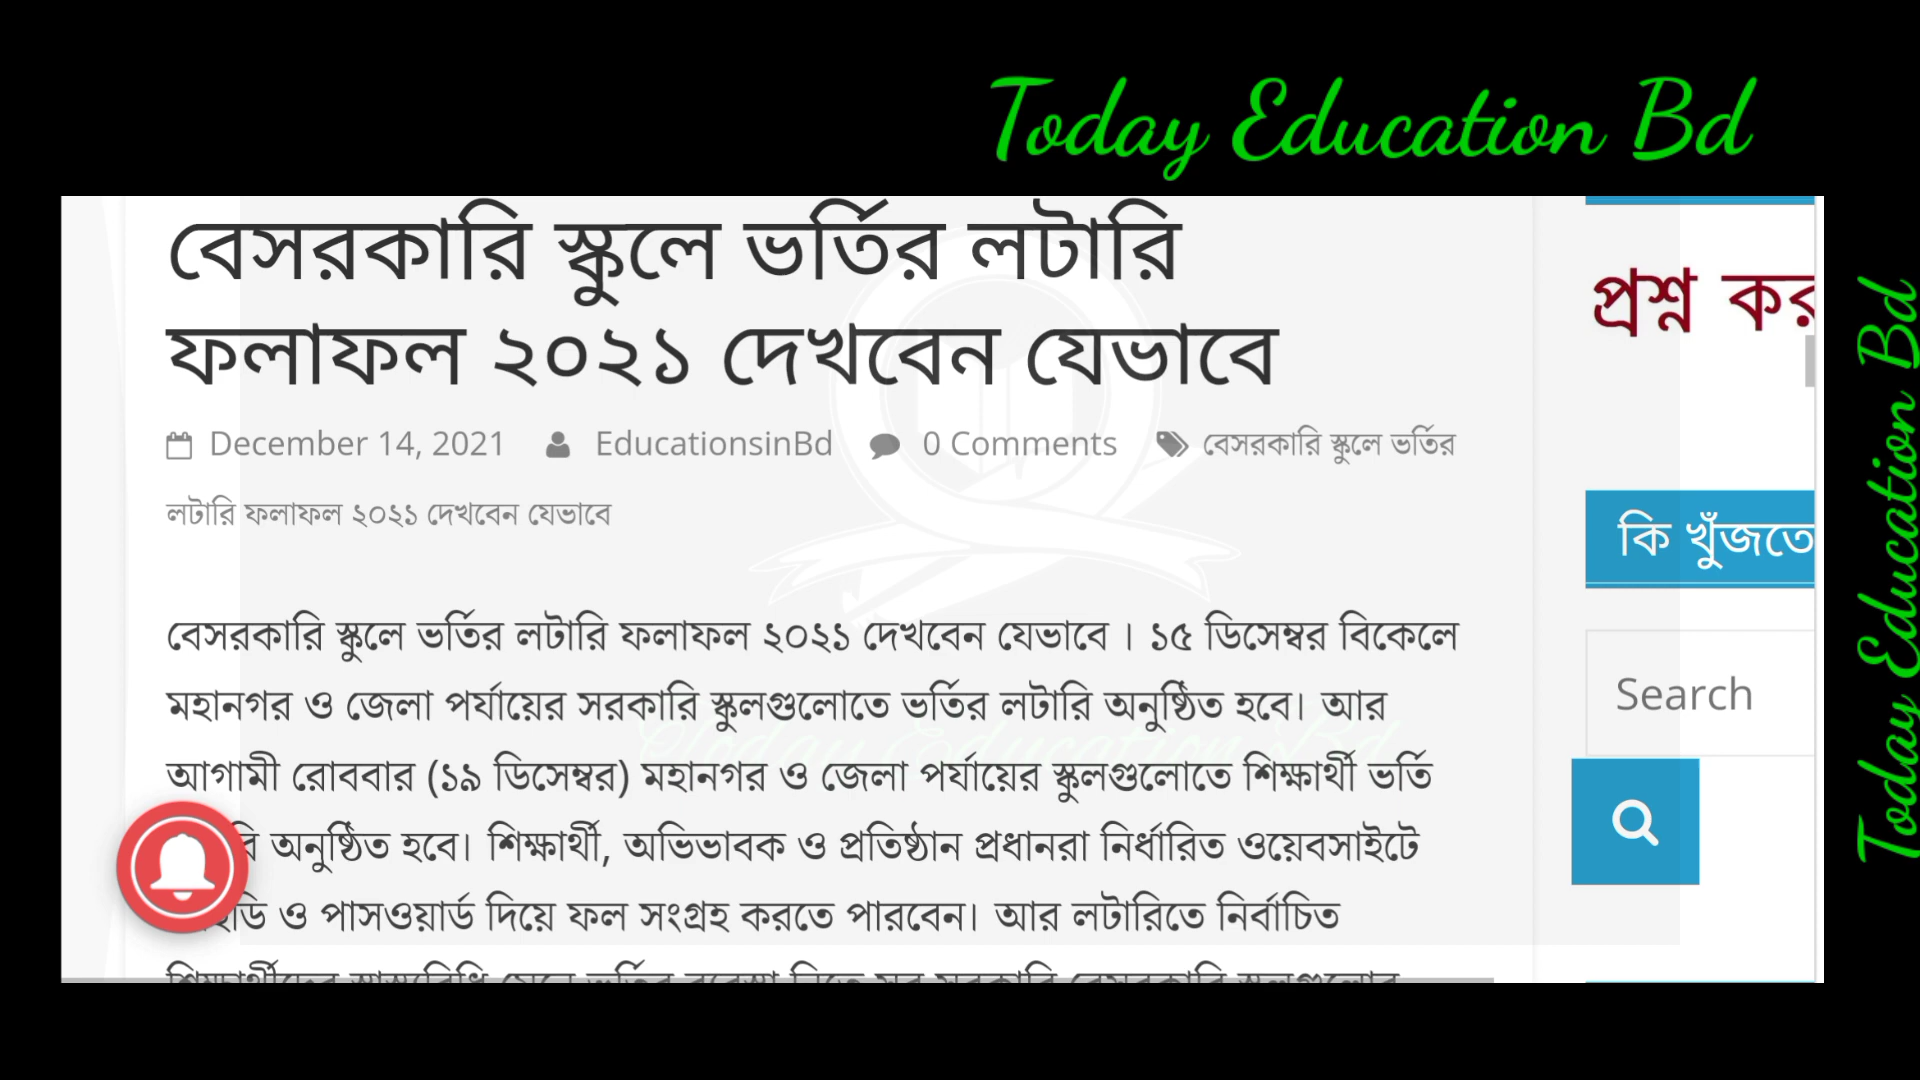 Today Education Bd
বেসরকারি স্কুলে ভর্তির লটারি
ফলাফল ২০২১ দেখবেন যেভাবে
December 14, 2021 EducationsinBd 0 Comments বেসরকারি স্কুলে ভর্তির
লটারি ফলাফল ২০২১ দেখবেন যেভাবে
বেসরকারি স্কুলে ভর্তির লটারি ফলাফল ২০২১ দেখবেন যেভাবে । ১৫ ডিসেম্বর বিকেলে
মহানগর ও জেলা পর্যায়ের সরকারি স্কুলগুলোতে ভর্তির লটারি অনুষ্ঠিত হবে। আর
আগামী রোববার (১৯ ডিসেম্বর) মহানগর ও জেলা পর্যায়ের স্কুলগুলোতে শিক্ষার্থী ভর্তি
অনুষ্ঠিত হবে। শিক্ষার্থী, অভিভাবক ও প্রতিষ্ঠান প্রধানরা নির্ধারিত ওয়েবসাইটে
ও পাসওয়ার্ড দিয়ে ফল সংগ্রহ করতে পারবেন। আর লটারিতে নির্বাচিত
প্রশ্ন কর
কি খুঁজতে
Search
Today Education Bd
Today Education Bd